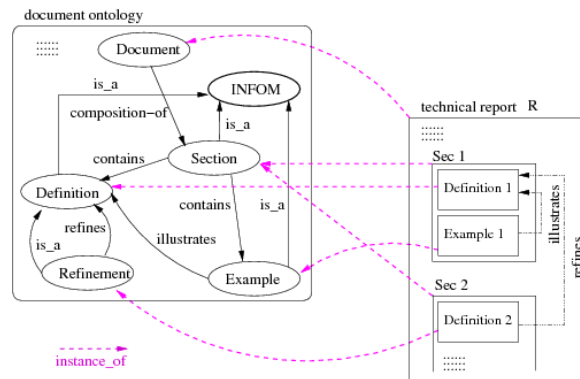 document ontology
Document
is_a
INFOM
composition-of
is_a
Section
contains
Definition
contains
is_a
refines
illustrates
is_a
Refinement
Example
instance_of
technical report R
Sec 1
Definition 1
Example 1
illustrates
refines
Sec 2
Definition 2